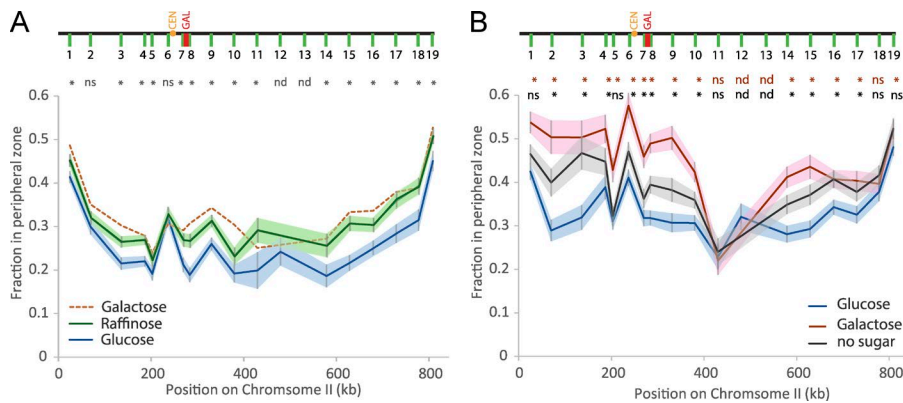 A
CEN
GAL
1 2 3 4 5 6 7 8 9 10 11 12 13 14 15 16 17 18 19
* ns * * * ns * * * * * nd nd * * * * * *
0.6
0.5
0.4
0.3
0.2
0.1
0
Fraction in peripheral zone
Galactose
Raffinose
Glucose
0 200 400 600 800
Position on Chromsome II (kb)
B
CEN
GAL
1 2 3 4 5 6 7 8 9 10 11 12 13 14 15 16 17 18 19
* * * * * * * * * * ns nd nd * * * * ns *
ns * * * ns * * * * * ns nd nd * * * * ns ns
0.6
0.5
0.4
0.3
0.2
0.1
0
Fraction in peripheral zone
Glucose
Galactose
no sugar
0 200 400 600 800
Position on Chromsome II (kb)